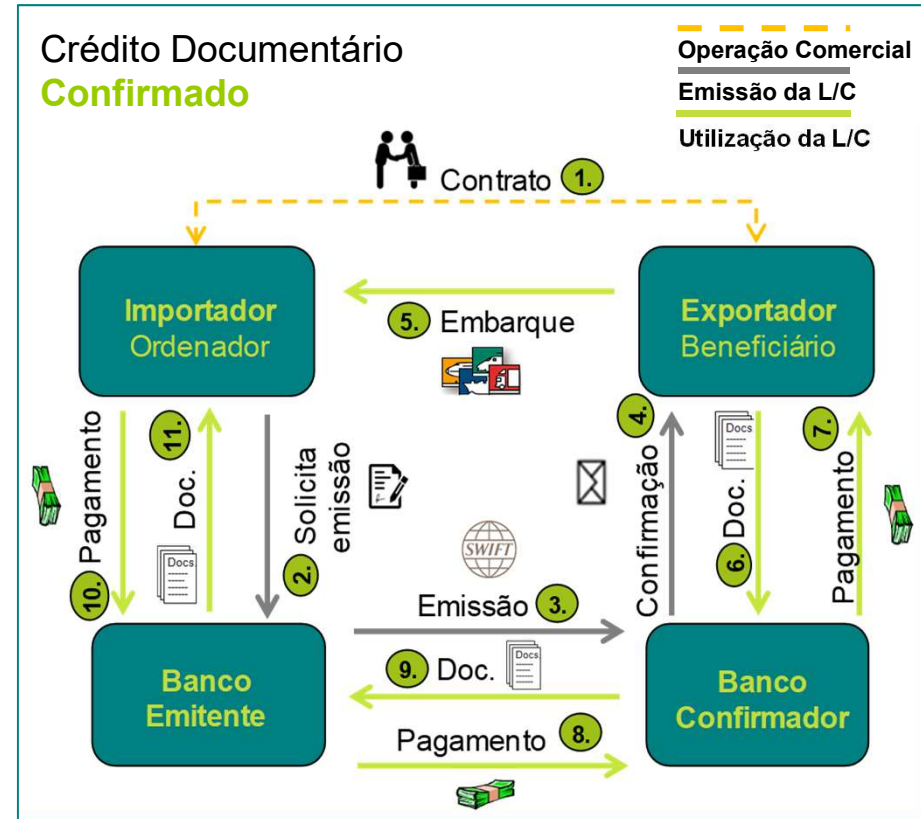 Crédito Documentário
Confirmado
Operação Comercial
Emissão da L/C
Utilização da L/C
Contrato 1.
Importador
Ordenador
Exportador
Beneficiário
5. Embarque
10. Pagamento
11. Doc.
Docs.
2. Solicita
emissão
SWIFT
4. Confirmação
6. Doc.
Docs.
7. Pagamento
Emissão 3.
9. Doc.
Docs.
Banco
Emitente
Banco
Confirmador
Pagamento 8.